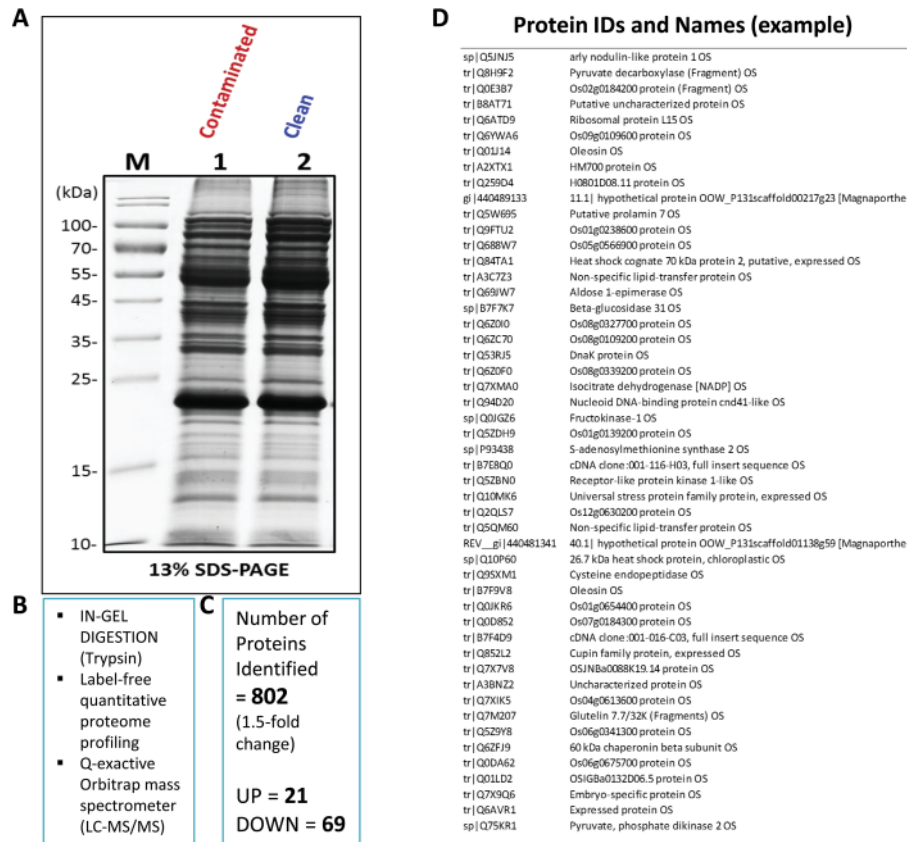 A
Contaminated
Clean
M 1 2
(kDa)
100-
70-
55-
45-
35-
25-
15-
10-
13% SDS-PAGE
B
▪ IN-GEL
DIGESTION
(Trypsin)
▪ Label-free
quantitative
proteome
profiling
▪ Q-exactive
Orbitrap mass
spectrometer
(LC-MS/MS)
C
Number of
Proteins
Identified
= 802
(1.5-fold
change)
UP = 21
DOWN = 69
D
Protein IDs and Names (example)
sp|Q5JNJ5 arly nodulin-like protein 1 OS
tr|Q8H9F2 Pyruvate decarboxylase (Fragment) OS
tr|Q0E3B7 Os02g0184200 protein (Fragment) OS
tr|B8AT71 Putative uncharacterized protein OS
tr|Q6ATD9 Ribosomal protein L15 OS
tr|Q6YWA6 Os09g0109600 protein OS
tr|Q01J14 Oleosin OS
tr|A2XTX1 HM700 protein OS
tr|Q259D4 H0801D08.11 protein OS
gi|440489133 11.1| hypothetical protein OOW_P131scaffold00217g23 [Magnaporthe
tr|Q5W695 Putative prolamin 7 OS
tr|Q9FTU2 Os01g0238600 protein OS
tr|Q688W7 Os05g0566900 protein OS
tr|Q84TA1 Heat shock cognate 70 kDa protein 2, putative, expressed OS
tr|A3C7Z3 Non-specific lipid-transfer protein OS
tr|Q69JW7 Aldose 1-epimerase OS
sp|B7F7K7 Beta-glucosidase 31 OS
tr|Q6Z0I0 Os08g0327700 protein OS
tr|Q6ZC70 Os08g0109200 protein OS
tr|Q53RJ5 DnaK protein OS
tr|Q6Z0F0 Os08g0339200 protein OS
tr|Q7XMA0 Isocitrate dehydrogenase [NADP] OS
tr|Q94D20 Nucleoid DNA-binding protein cnd41-like OS
sp|Q0JGZ6 Fructokinase-1 OS
tr|Q5ZDH9 Os01g0139200 protein OS
sp|P93438 S-adenosylmethionine synthase 2 OS
tr|B7E8Q0 cDNA clone:001-116-H03, full insert sequence OS
tr|Q5ZBN0 Receptor-like protein kinase 1-like OS
tr|Q10MK6 Universal stress protein family protein, expressed OS
tr|Q2QLS7 Os12g0630200 protein OS
tr|Q5QM60 Non-specific lipid-transfer protein OS
REV__gi|440481341 40.1| hypothetical protein OOW_P131scaffold01138g59 [Magnaporthe
sp|Q10P60 26.7 kDa heat shock protein, chloroplastic OS
tr|Q9SXM1 Cysteine endopeptidase OS
tr|B7F9V8 Oleosin OS
tr|Q0JKR6 Os01g0654400 protein OS
tr|Q0D852 Os07g0184300 protein OS
tr|B7F4D9 cDNA clone:001-016-C03, full insert sequence OS
tr|Q852L2 Cupin family protein, expressed OS
tr|Q7X7V8 OSJNBa0088K19.14 protein OS
tr|A3BNZ2 Uncharacterized protein OS
tr|Q7XIK5 Os04g0613600 protein OS
tr|Q7M207 Glutelin 7.7/32K (Fragments) OS
tr|Q5Z9Y8 Os06g0341300 protein OS
tr|Q6ZFJ9 60 kDa chaperonin beta subunit OS
tr|Q0DA62 Os06g0675700 protein OS
tr|Q01LD2 OSIGBa0132D06.5 protein OS
tr|Q7X9Q6 Embryo-specific protein OS
tr|Q6AVR1 Expressed protein OS
sp|Q75KR1 Pyruvate, phosphate dikinase 2 OS